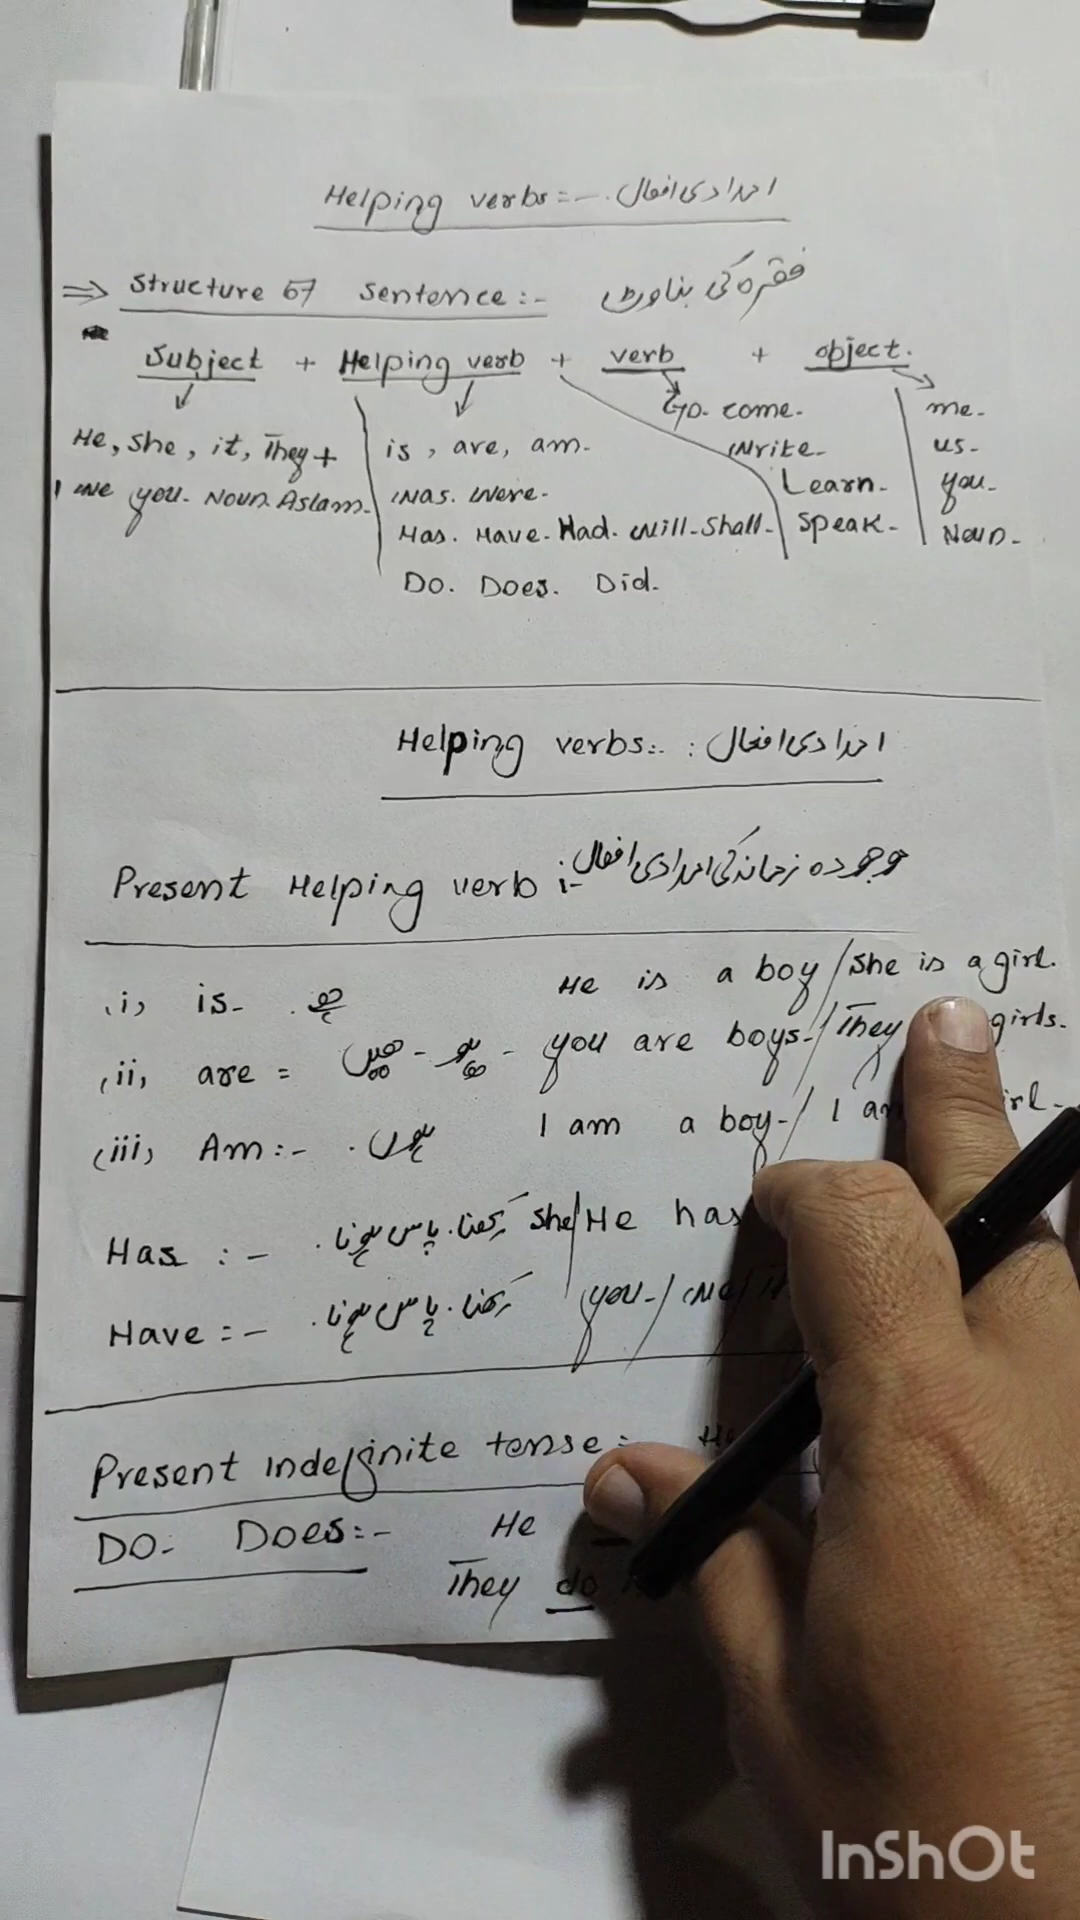 Helping verbs :- امدادی افعال
⇒ Structure of Sentence :- فقرہ کی بناوٹ
Subject + Helping verb + verb + object.
He, she, it, They + is, are, am. Go. come. me.
I we you. Noun Aslam. was. were. write. us.
Has. Have. Had. will. shall. Learn. you.
Do. Does. Did. Speak. Noun.
Helping verbs :. : امدادی افعال
Present Helping verb :- موجودہ زمانہ کی امدادی افعال
(i) is- ہے He is a boy / She is a girl.
(ii) are = ہیں - ہو - you are boys. / They girls.
(iii) Am :- ہوں. I am a boy. / I am
Has :- رکھنا. پاس ہونا. She / He has
Have :- رکھنا. پاس ہونا. you. / we /
Present indefinite tense :- He
DO. Does :- He
They do
InShOt